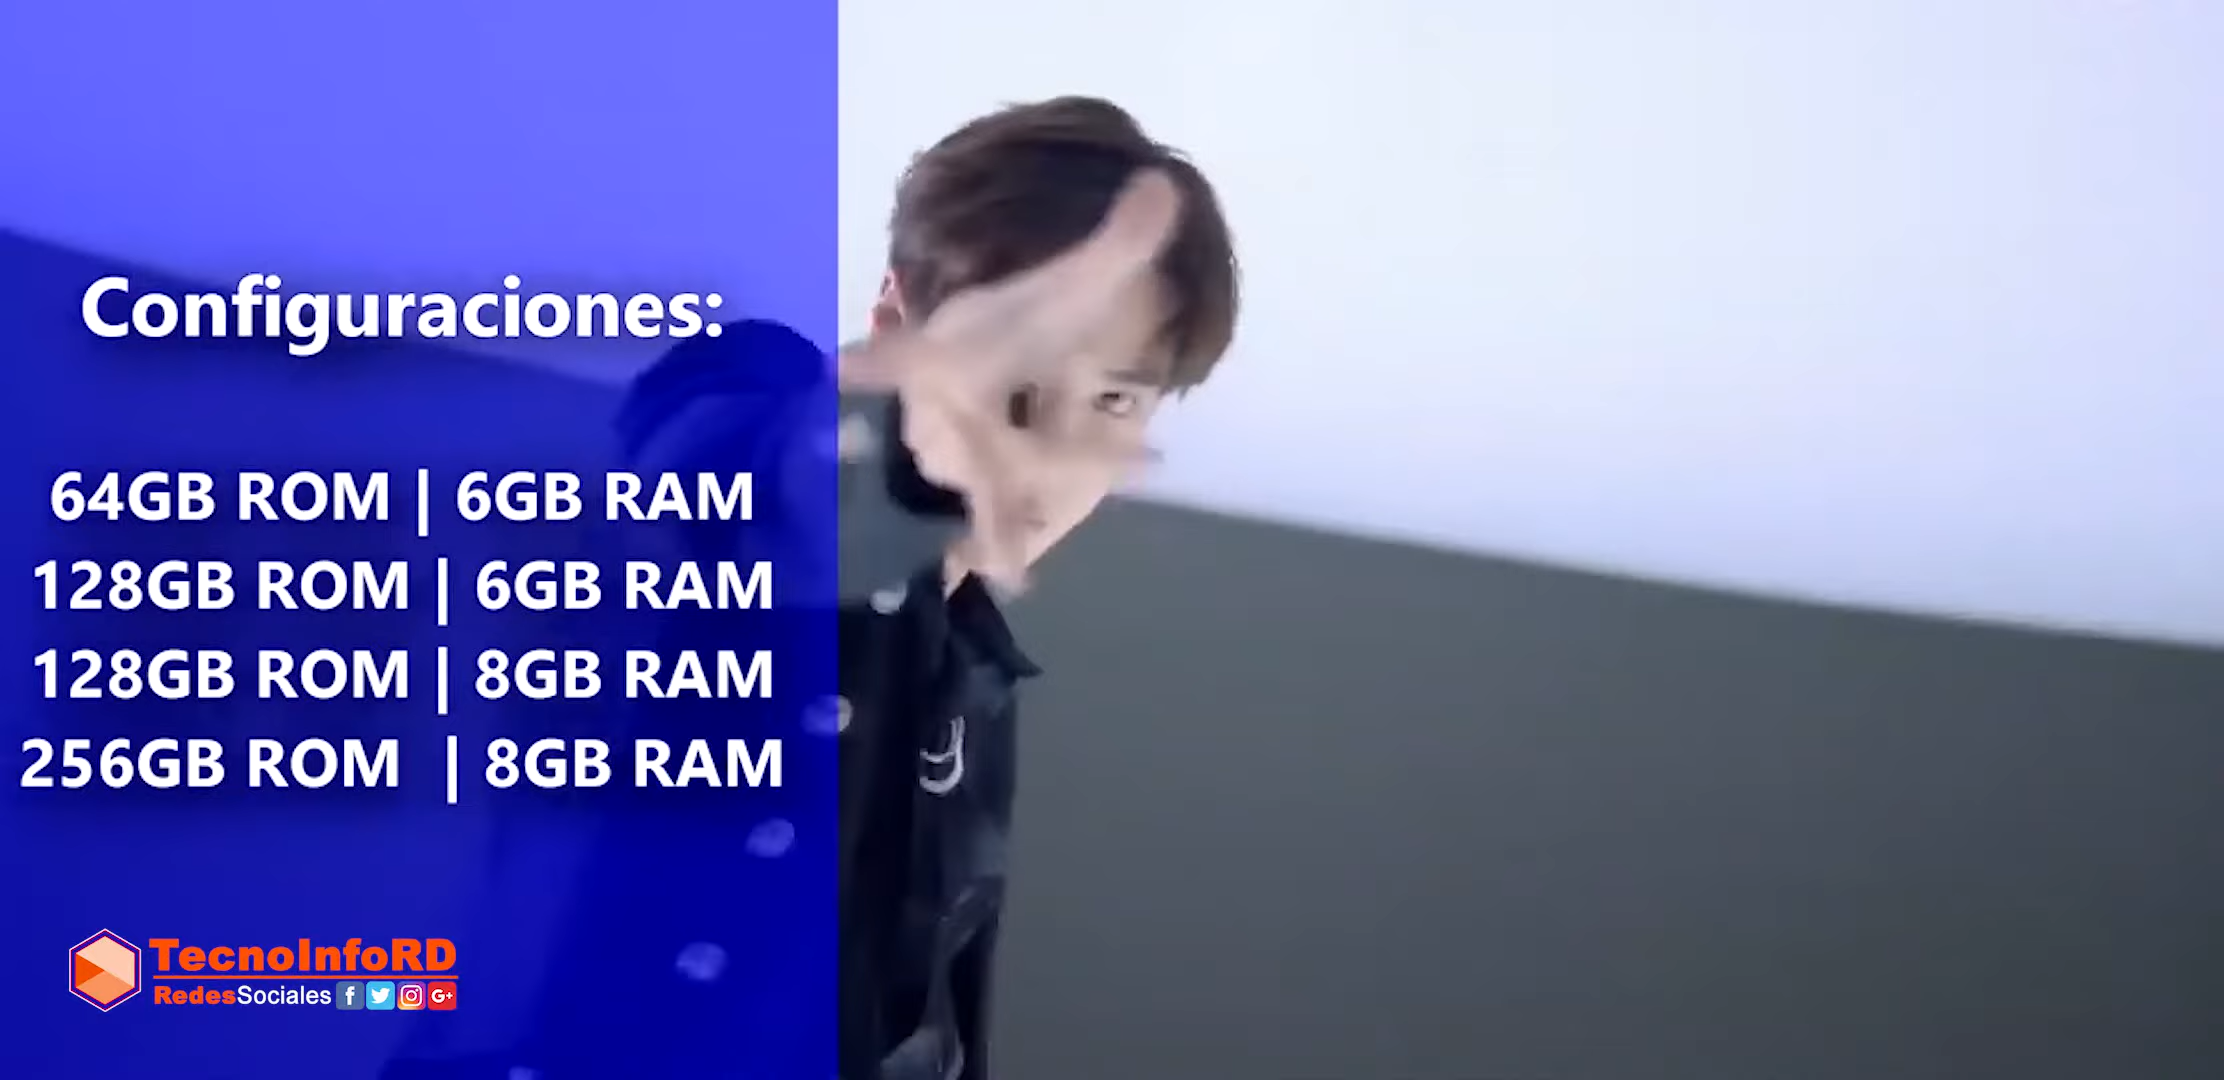 Configuraciones:
64GB ROM | 6GB RAM
128GB ROM | 6GB RAM
128GB ROM | 8GB RAM
256GB ROM | 8GB RAM
TecnoInfoRD
RedesSociales f G+